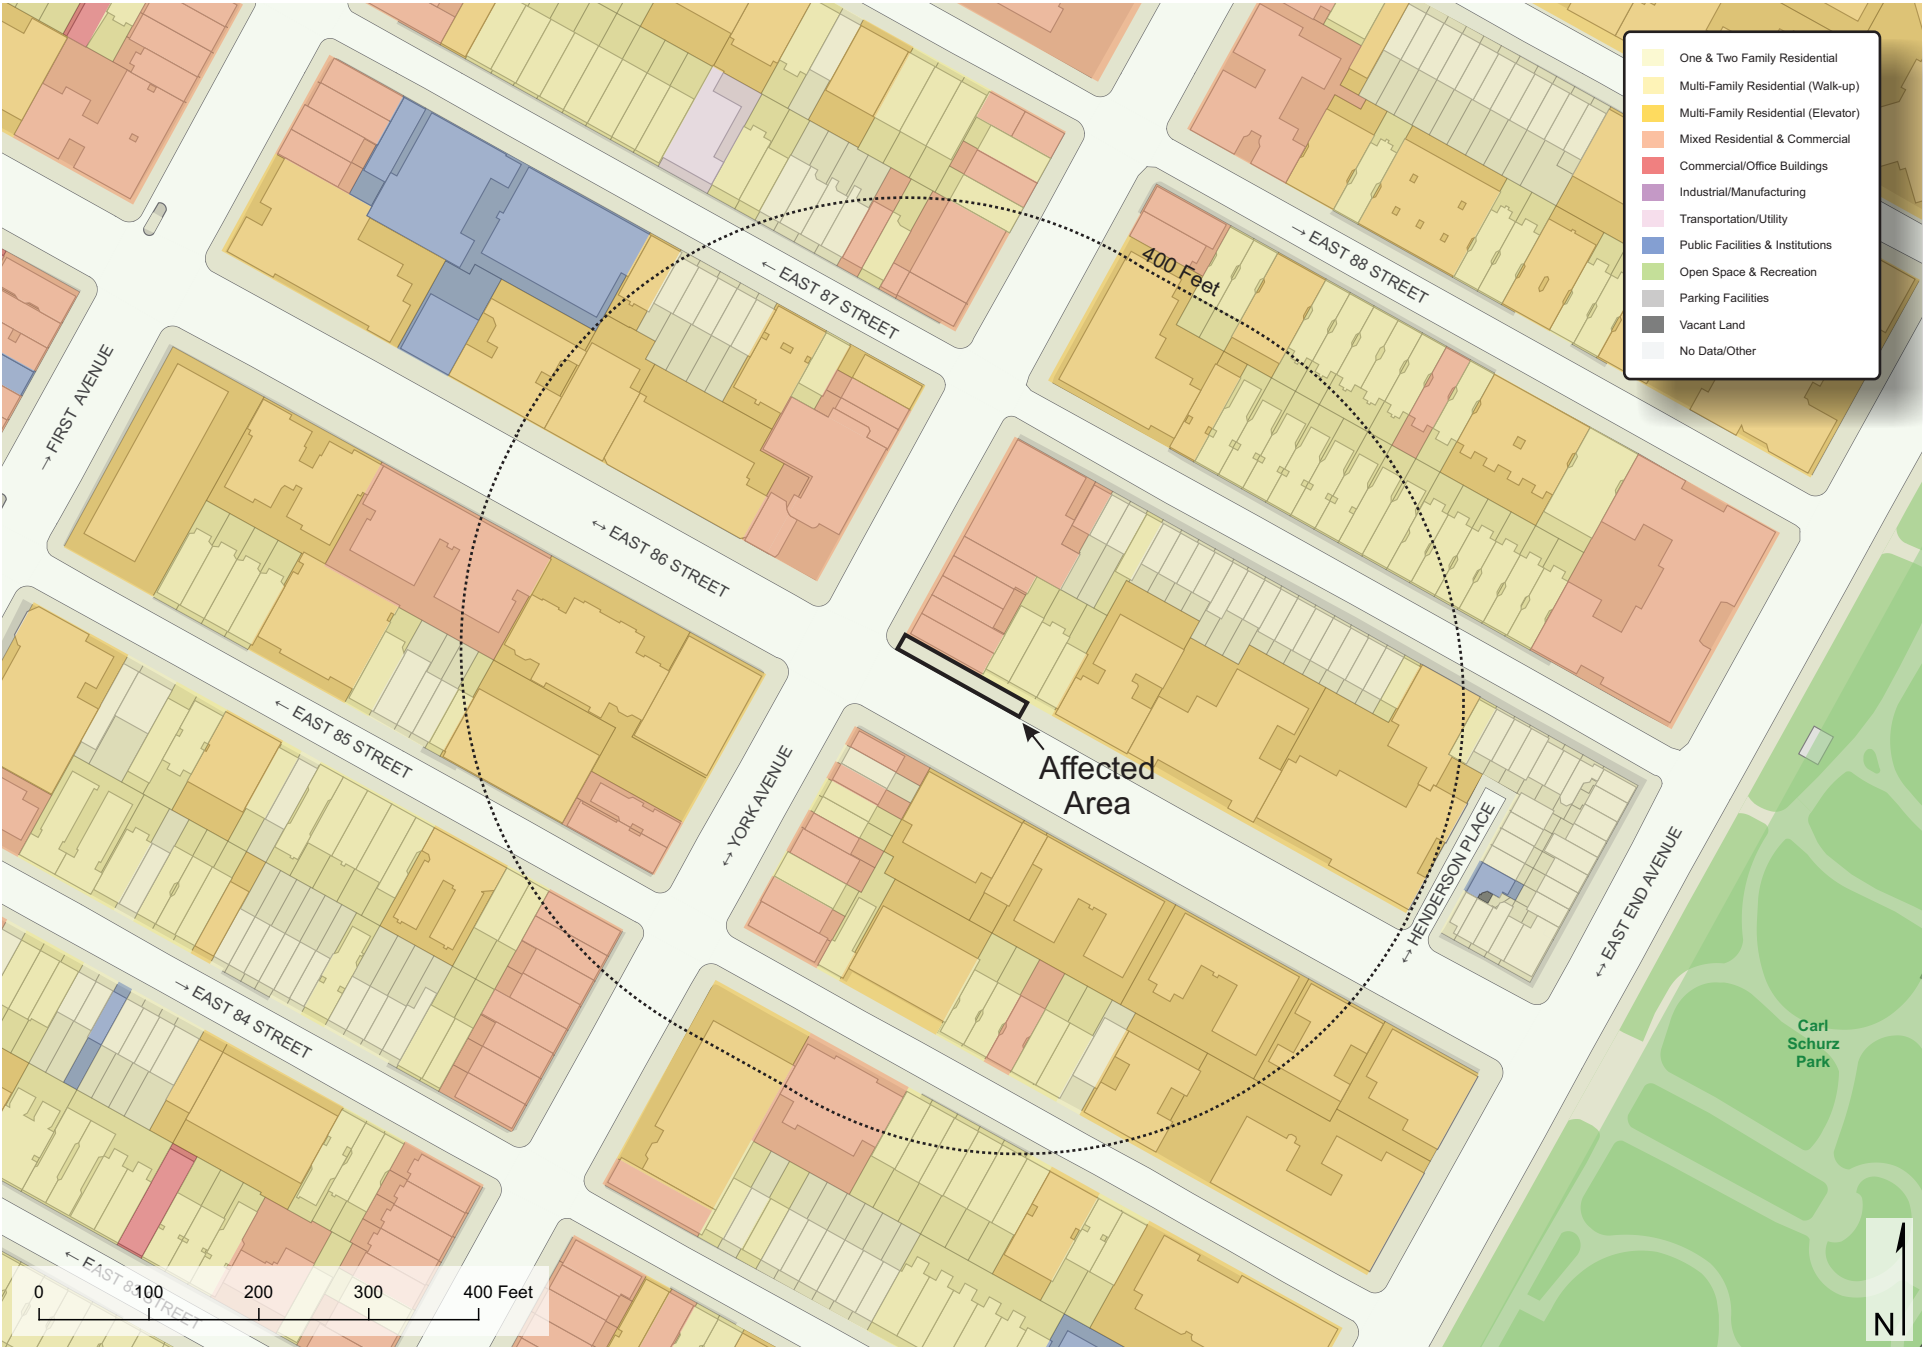 One & Two Family Residential
Multi-Family Residential (Walk-up)
Multi-Family Residential (Elevator)
Mixed Residential & Commercial
Commercial/Office Buildings
Industrial/Manufacturing
Transportation/Utility
Public Facilities & Institutions
Open Space & Recreation
Parking Facilities
Vacant Land
No Data/Other
400 Feet
→ EAST 88 STREET
← EAST 87 STREET
→ FIRST AVENUE
↔ EAST 86 STREET
← EAST 85 STREET
↔ YORK AVENUE
Affected
Area
↔ HENDERSON PLACE
↔ EAST END AVENUE
→ EAST 84 STREET
Carl
Schurz
Park
← EAST 83 STREET
0 100 200 300 400 Feet
N